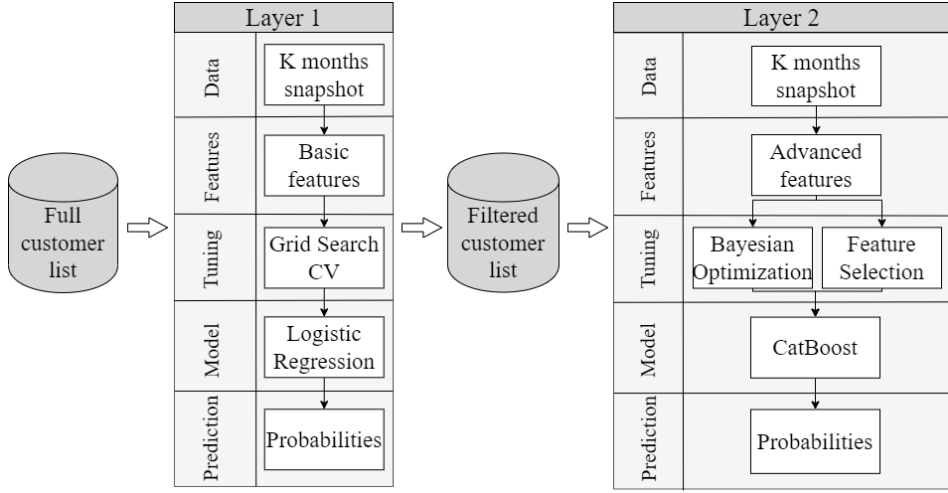 Layer 1
Layer 2
Data
K months
snapshot
Features
Basic
features
Tuning
Grid Search
CV
Model
Logistic
Regression
Prediction
Probabilities
Full
customer
list
Filtered
customer
list
Data
K months
snapshot
Features
Advanced
features
Tuning
Bayesian
Optimization
Feature
Selection
Model
CatBoost
Prediction
Probabilities